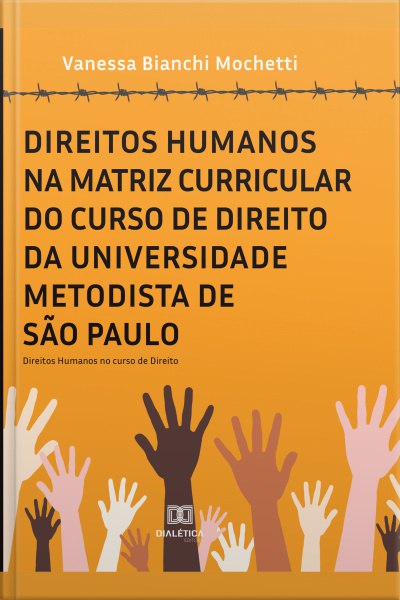 Vanessa Bianchi Mochetti
DIREITOS HUMANOS
NA MATRIZ CURRICULAR
DO CURSO DE DIREITO
DA UNIVERSIDADE
METODISTA DE
SÃO PAULO
Direitos Humanos no curso de Direito
DIALÉTICA
EDITORA